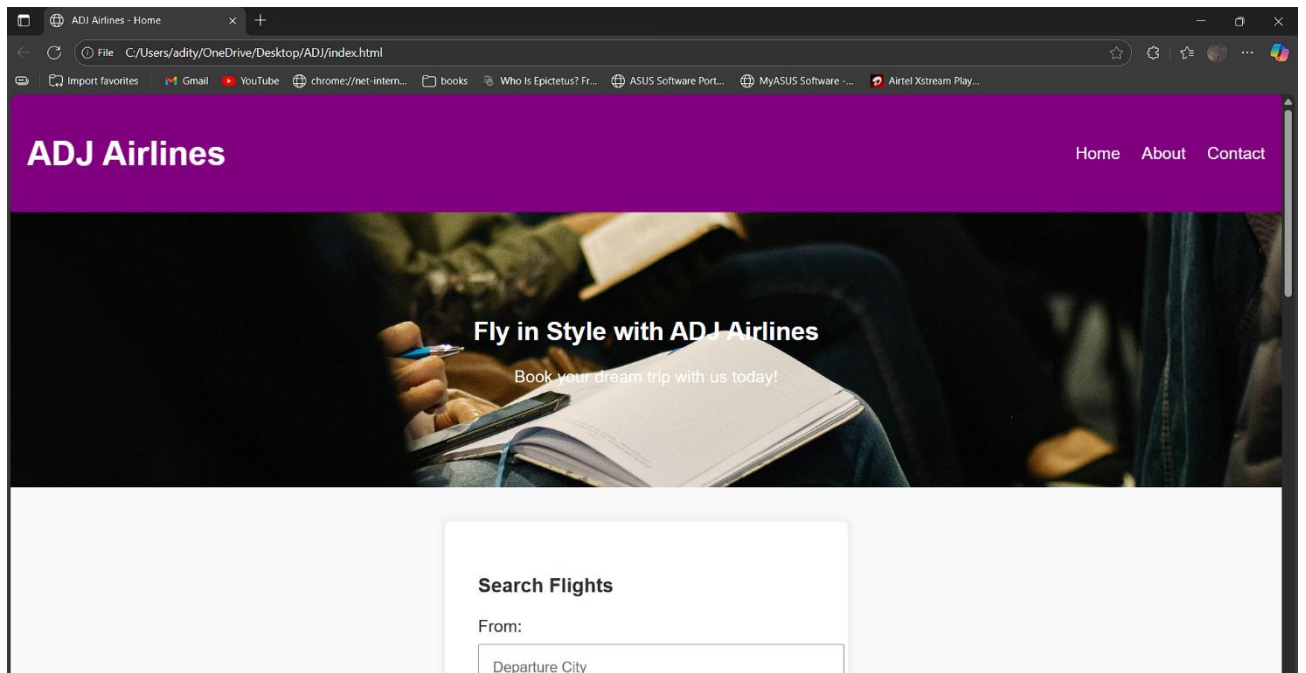 ADJ Airlines - Home
File C:/Users/adity/OneDrive/Desktop/ADJ/index.html
Import favorites Gmail YouTube chrome://net-intern... books Who Is Epictetus? Fr... ASUS Software Port... MyASUS Software -... Airtel Xstream Play...
ADJ Airlines Home About Contact
Fly in Style with ADJ Airlines
Book your dream trip with us today!
Search Flights
From:
Departure City